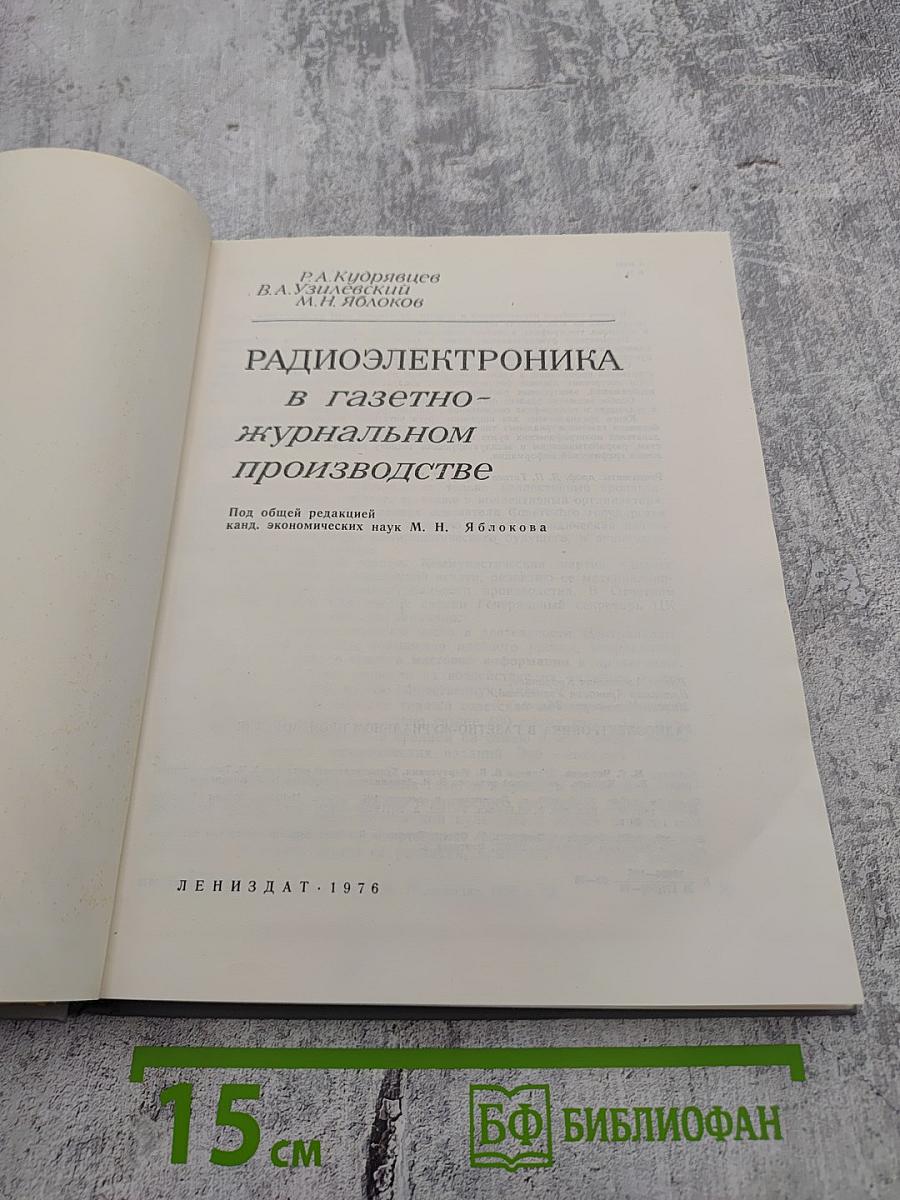 Р.А.Кудрявцев
В.А.Узилевский
М.Н.Яблоков
РАДИОЭЛЕКТРОНИКА
в газетно-
журнальном
производстве
Под общей редакцией
канд. экономических наук М. Н. Яблокова
ЛЕНИЗДАТ · 1976
15 см
БФ БИБЛИОФАН